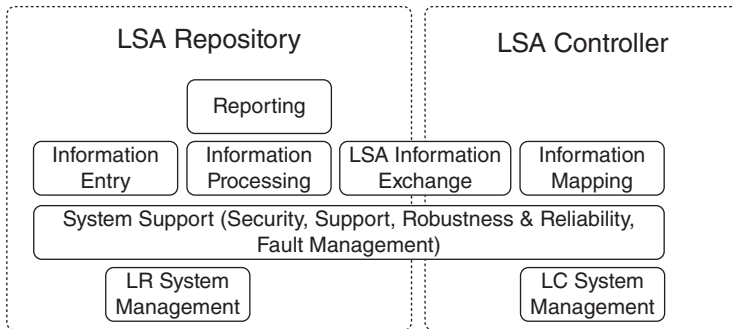 LSA Repository
LSA Controller
Reporting
Information
Entry
Information
Processing
LSA Information
Exchange
Information
Mapping
System Support (Security, Support, Robustness & Reliability,
Fault Management)
LR System
Management
LC System
Management